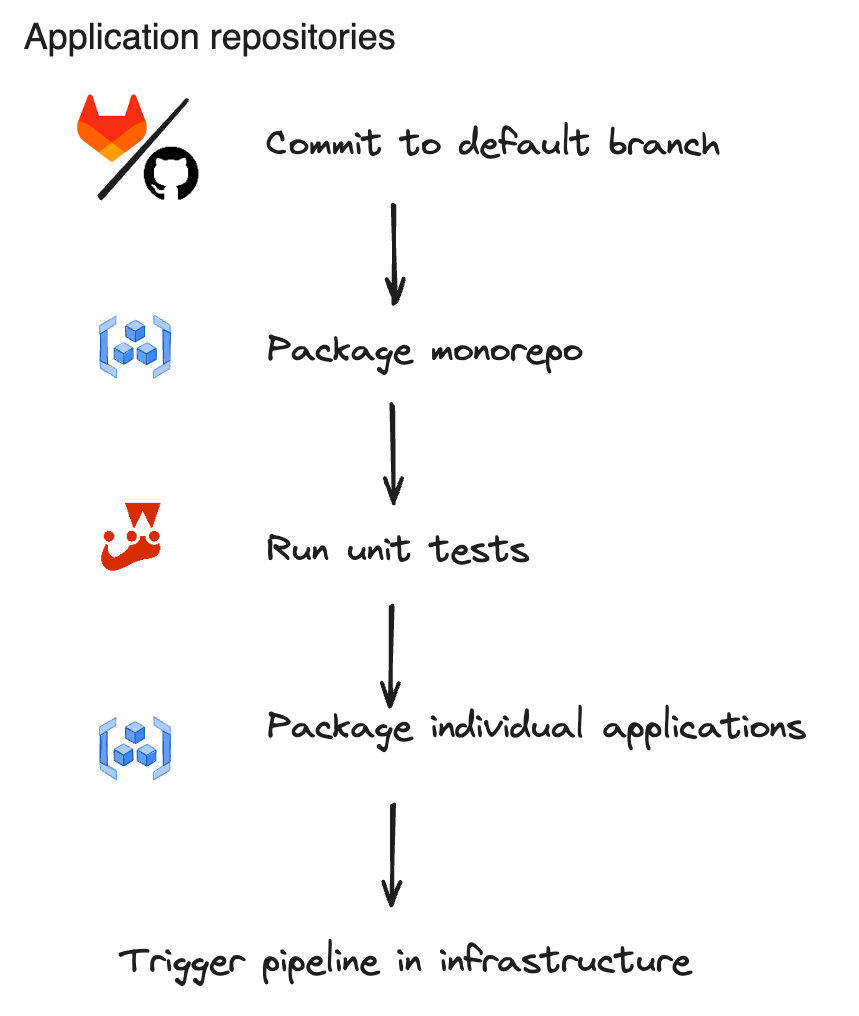 Application repositories
Commit to default branch
Package monorepo
Run unit tests
Package individual applications
Trigger pipeline in infrastructure